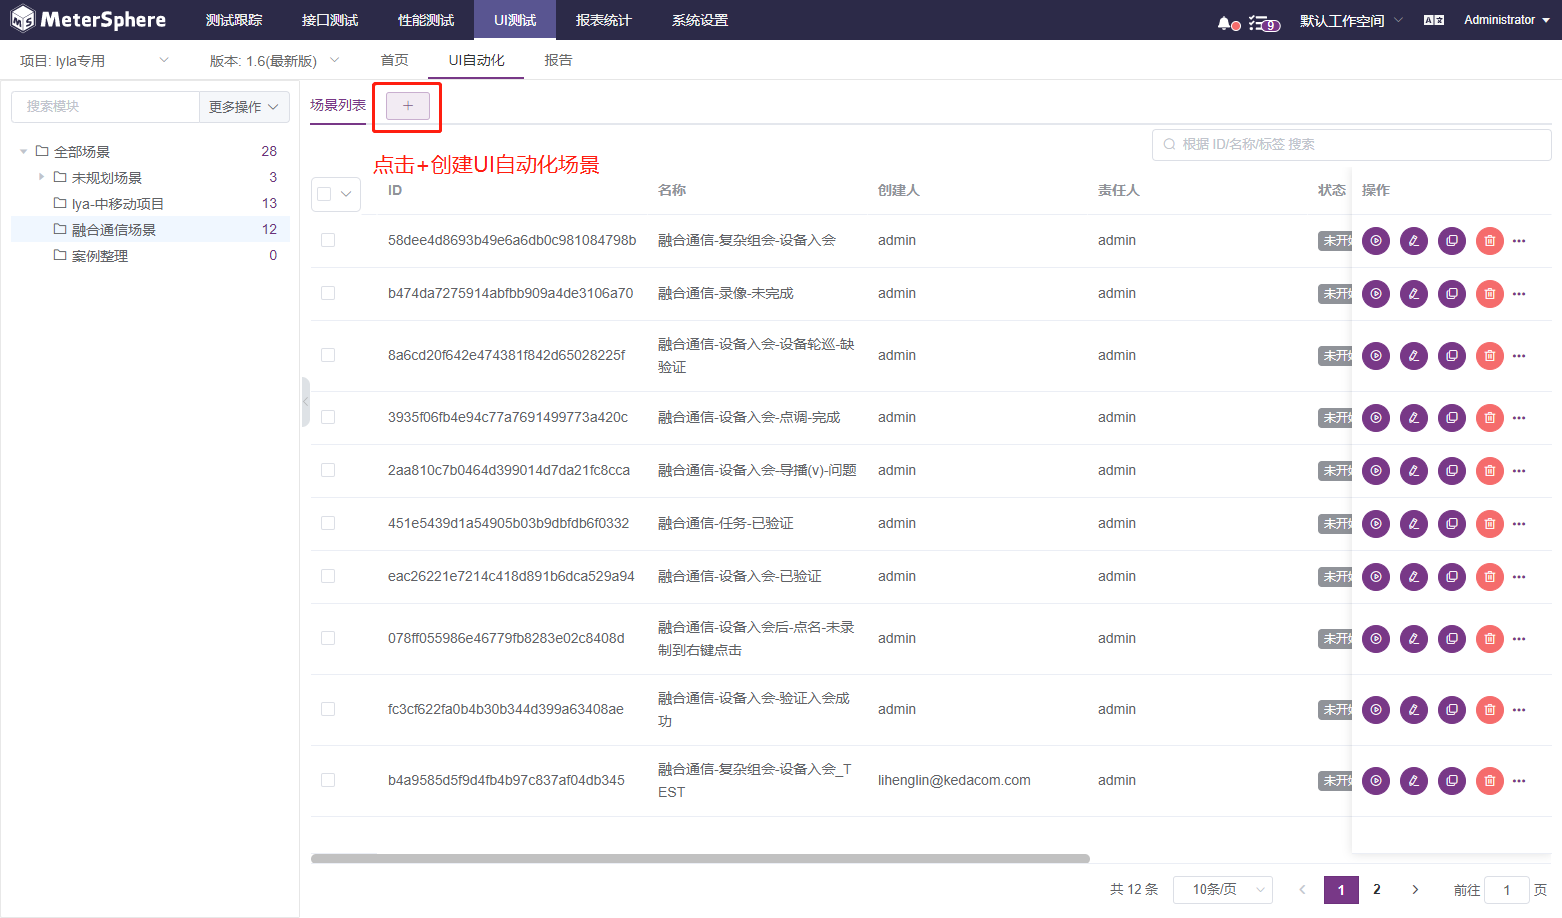 MeterSphere 测试跟踪 接口测试 性能测试 UI测试 报表统计 系统设置 9 默认工作空间 Administrator
项目: lyla专用 版本: 1.6(最新版) 首页 UI自动化 报告
搜索模块 更多操作
全部场景 28
未规划场景 3
lya-中移动项目 13
融合通信场景 12
案例整理 0
场景列表 +
点击+创建UI自动化场景
根据 ID/名称/标签 搜索
ID 名称 创建人 责任人 状态 操作
58dee4d8693b49e6a6db0c981084798b 融合通信-复杂组会-设备入会 admin admin 未开始
b474da7275914abfbb909a4de3106a70 融合通信-录像-未完成 admin admin 未开始
8a6cd20f642e474381f842d65028225f 融合通信-设备入会-设备轮巡-缺 admin admin 未开始
验证
3935f06fb4e94c77a7691499773a420c 融合通信-设备入会-点调-完成 admin admin 未开始
2aa810c7b0464d399014d7da21fc8cca 融合通信-设备入会-导播(v)-问题 admin admin 未开始
451e5439d1a54905b03b9dbfdb6f0332 融合通信-任务-已验证 admin admin 未开始
eac26221e7214c418d891b6dca529a94 融合通信-设备入会-已验证 admin admin 未开始
078ff055986e46779fb8283e02c8408d 融合通信-设备入会后-点名-未录 admin admin 未开始
制到右键点击
fc3cf622fa0b4b30b344d399a63408ae 融合通信-设备入会-验证入会成 admin admin 未开始
功
b4a9585d5f9d4fb4b97c837af04db345 融合通信-复杂组会-设备入会_T lihenglin@kedacom.com admin 未开始
EST
共 12 条 10条/页 1 2 前往 1 页